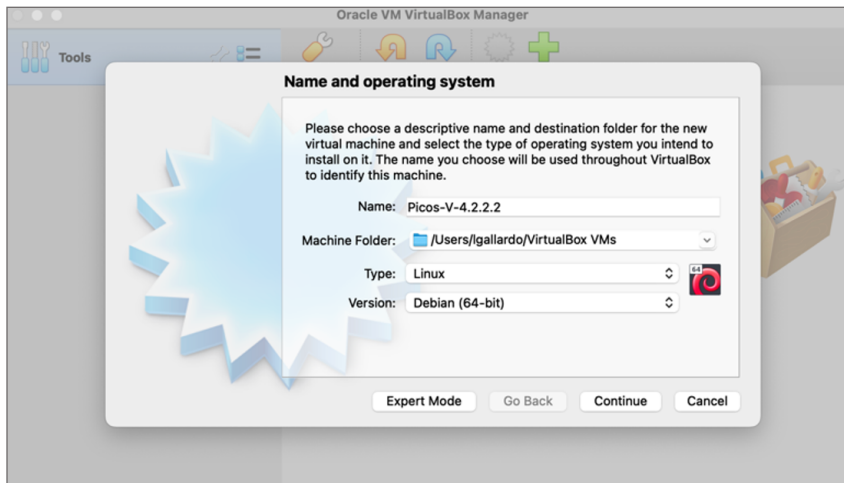 Oracle VM VirtualBox Manager
Tools
Name and operating system
Please choose a descriptive name and destination folder for the new
virtual machine and select the type of operating system you intend to
install on it. The name you choose will be used throughout VirtualBox
to identify this machine.
Name: Picos-V-4.2.2.2
Machine Folder: /Users/lgallardo/VirtualBox VMs
Type: Linux
64
Version: Debian (64-bit)
Expert Mode Go Back Continue Cancel